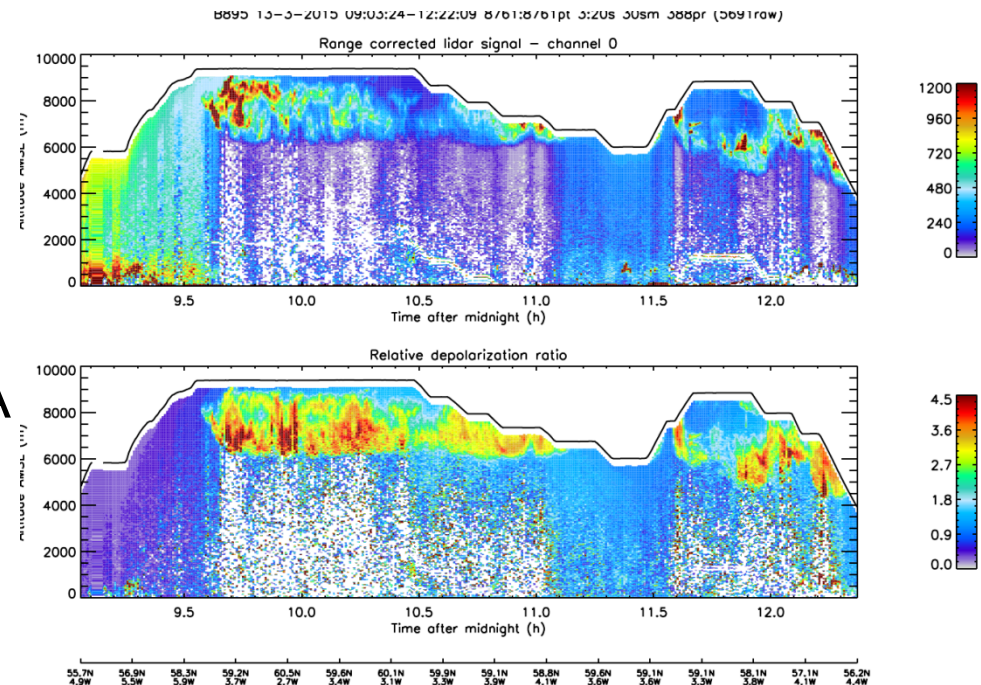 B895 13-3-2015 09:03:24-12:22:09 8761:8761pt 3:20s 30sm 388pr (5691raw)
Range corrected lidar signal - channel 0
10000
8000
6000
4000
2000
0
9.5 10.0 10.5 11.0 11.5 12.0
Time after midnight (h)
1200
960
720
480
240
0
Relative depolarization ratio
A
10000
8000
6000
4000
2000
0
9.5 10.0 10.5 11.0 11.5 12.0
Time after midnight (h)
4.5
3.6
2.7
1.8
0.9
0.0
55.7N 56.9N 58.3N 59.2N 60.5N 59.6N 60.1N 59.9N 58.8N 59.6N 59.1N 58.1N 57.1N 56.2N
4.9W 5.5W 5.9W 3.7W 2.7W 3.4W 3.1W 3.3W 3.9W 4.1W 3.6W 3.6W 3.3W 3.8W 4.1W 4.4W